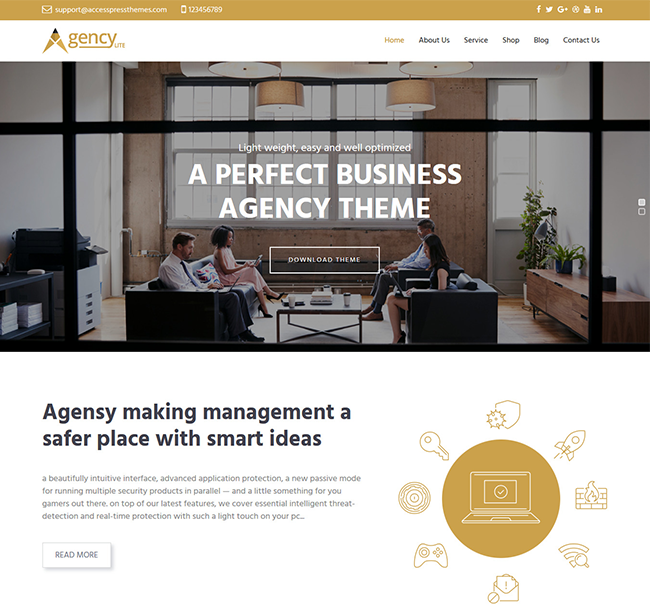 support@accesspressthemes.com 123456789
Agency LITE
Home About Us Service Shop Blog Contact Us
Light weight, easy and well optimized
A PERFECT BUSINESS
AGENCY THEME
DOWNLOAD THEME
Agensy making management a
safer place with smart ideas
a beautifully intuitive interface, advanced application protection, a new passive mode
for running multiple security products in parallel — and a little something for you
gamers out there. on top of our latest features, we cover essential intelligent threat-
detection and real-time protection with such a light touch on your pc...
READ MORE